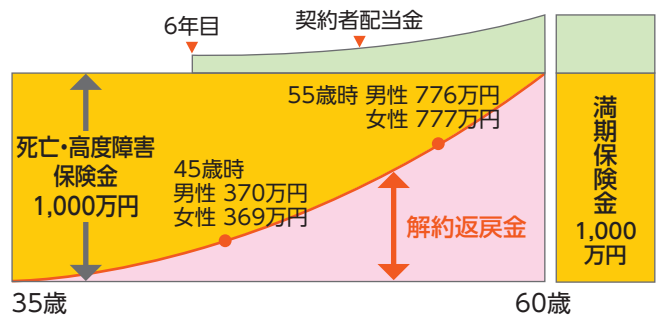 6年目
契約者配当金
55歳時 男性 776万円
女性 777万円
死亡・高度障害
保険金
1,000万円
45歳時
男性 370万円
女性 369万円
解約返戻金
満期保険金
1,000
万円
35歳
60歳